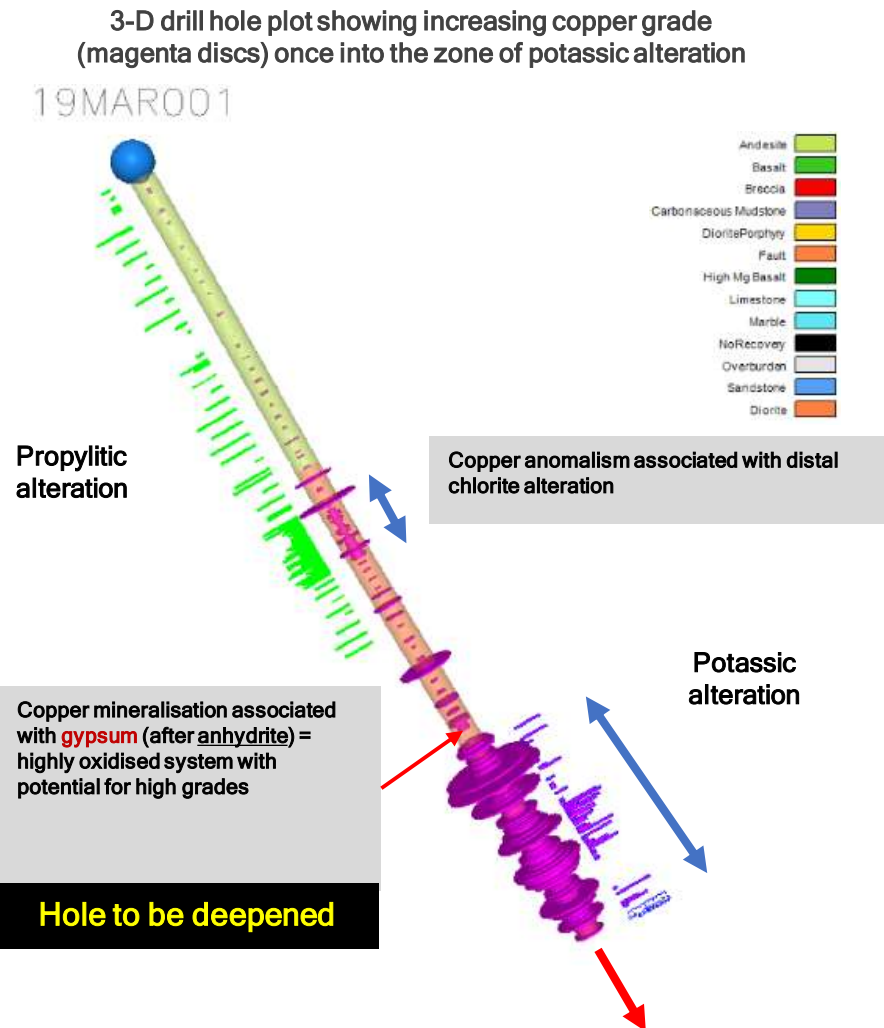 3-D drill hole plot showing increasing copper grade
(magenta discs) once into the zone of potassic alteration
19MAR001
Andesite
Basalt
Breccia
Carbonaceous Mudstone
DioritePorphyry
Fault
High Mg Basalt
Limestone
Marble
NoRecovery
Overburden
Sandstone
Diorite
Propylitic
alteration
Copper anomalism associated with distal
chlorite alteration
Potassic
alteration
Copper mineralisation associated
with gypsum (after anhydrite) =
highly oxidised system with
potential for high grades
Hole to be deepened